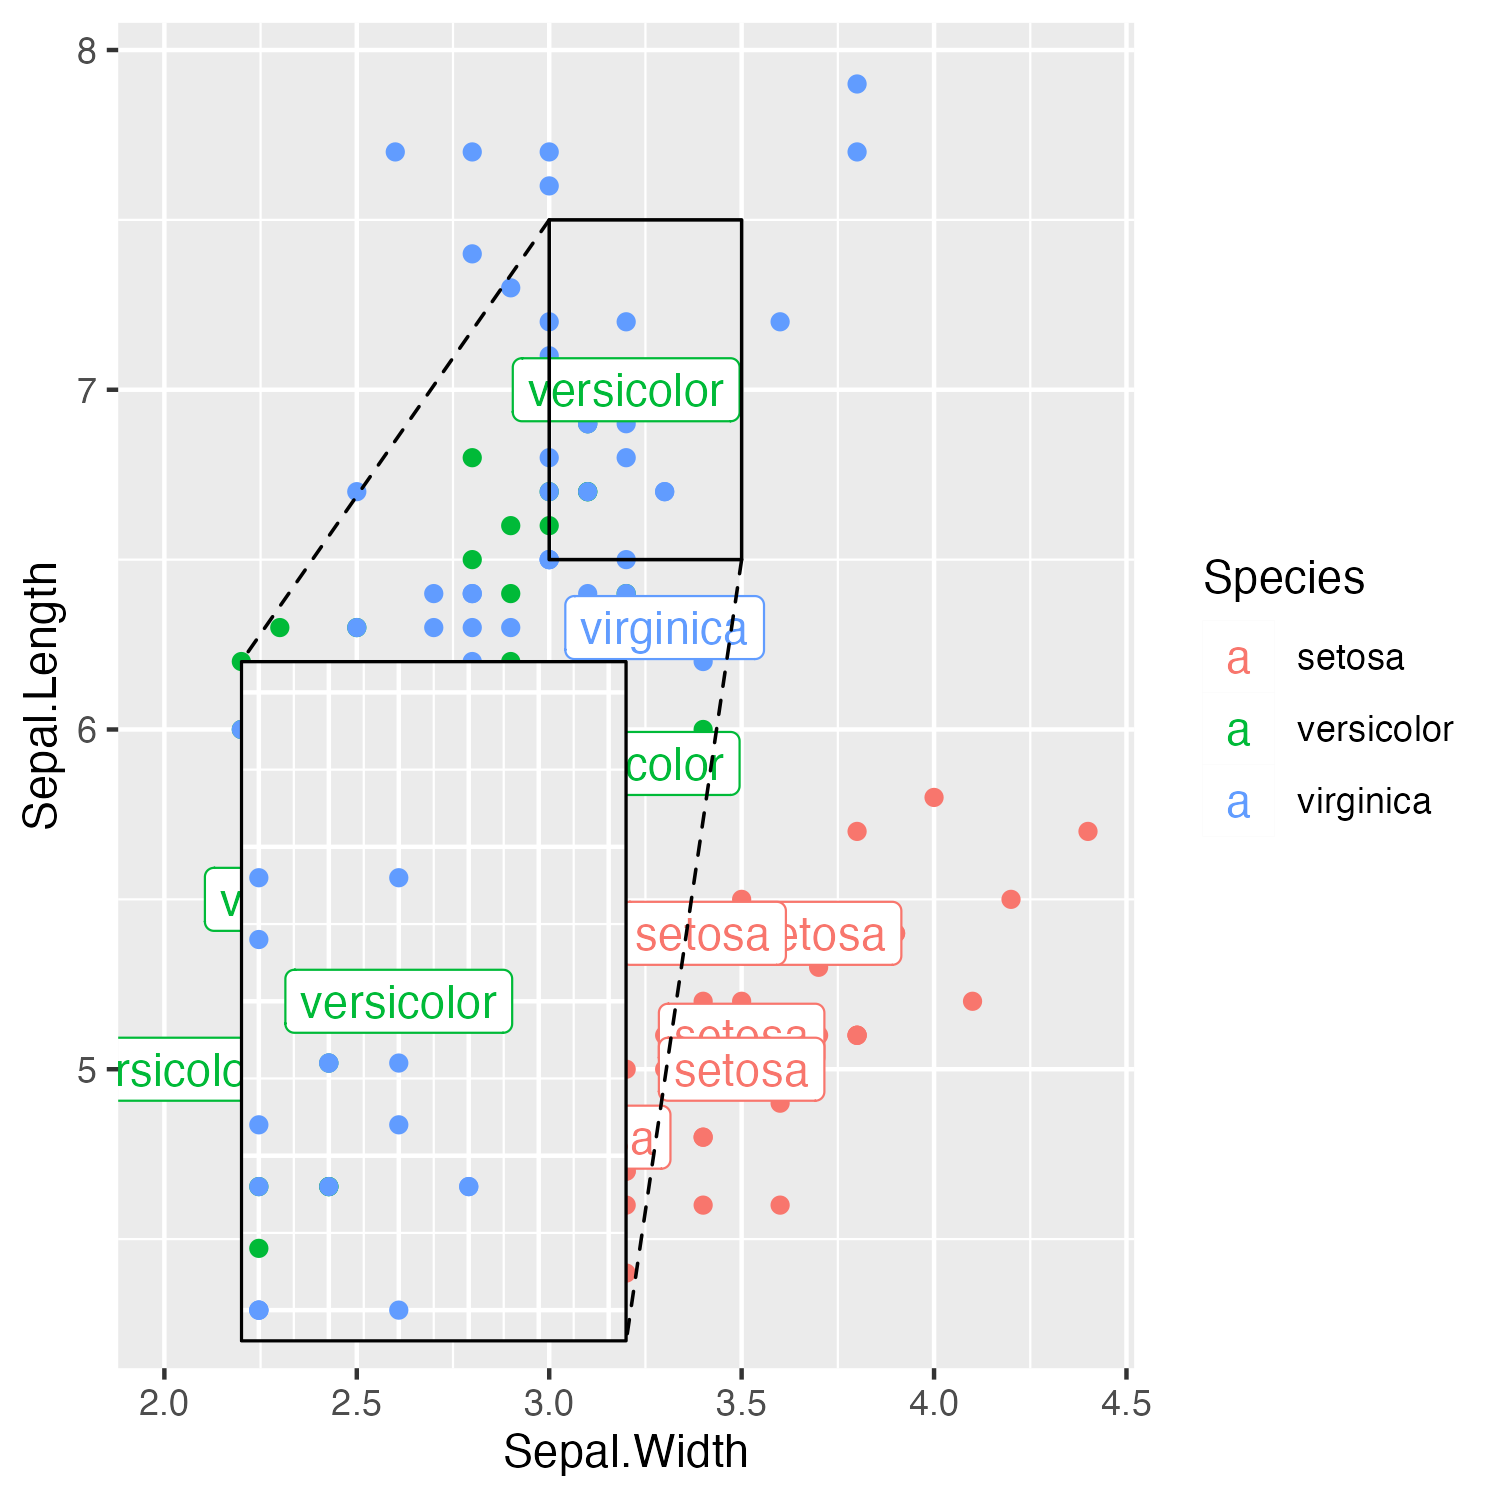 8
versicolor
7
virginica
6
color
v
setosa
etosa
versicolor
setosa
rsicolo
5
setosa
a
2.0 2.5 3.0 3.5 4.0 4.5
Sepal.Width
Sepal.Length
Species
a setosa
a versicolor
a virginica